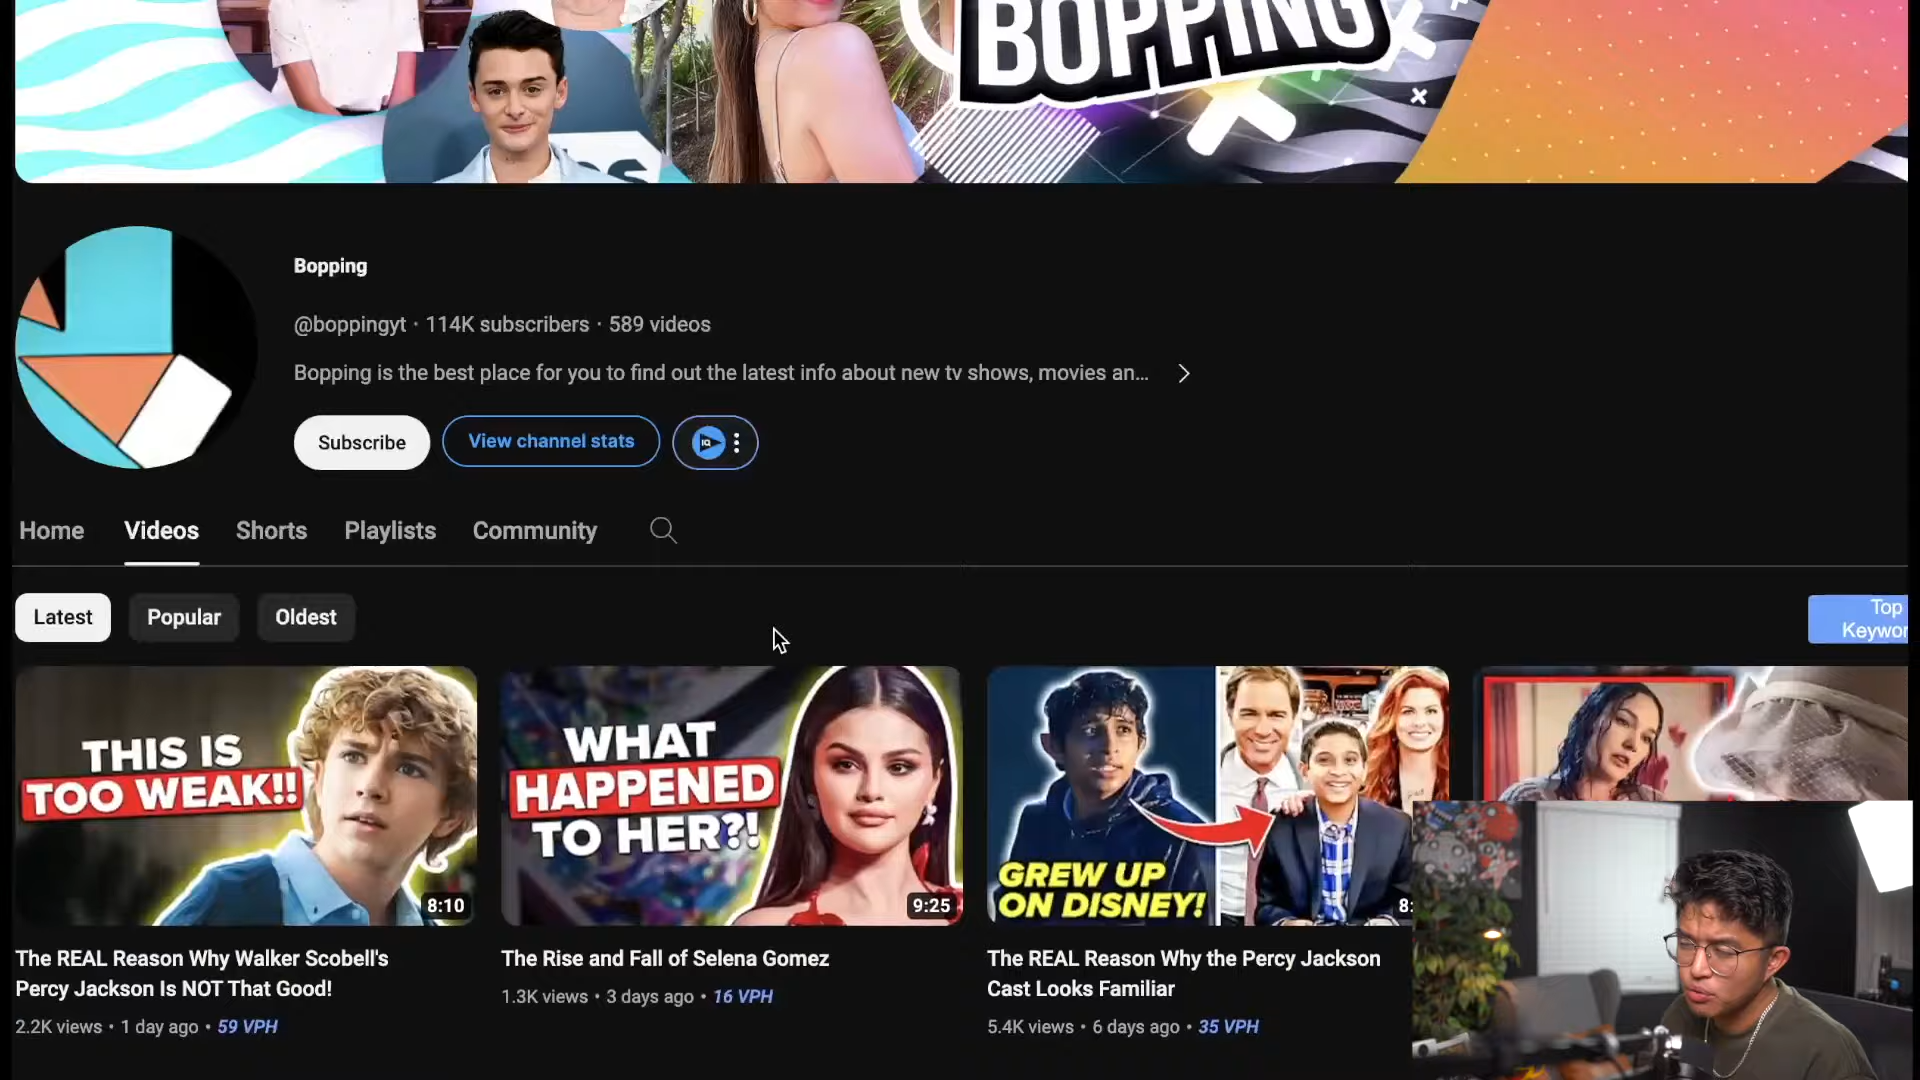 BOPPING
Bopping
@boppingyt · 114K subscribers · 589 videos
Bopping is the best place for you to find out the latest info about new tv shows, movies an...
Subscribe
View channel stats
IQ
Home
Videos
Shorts
Playlists
Community
Latest
Popular
Oldest
Top
Keywor
THIS IS
TOO WEAK!!
8:10
WHAT
HAPPENED
TO HER?!
9:25
GREW UP
ON DISNEY!
8:
The REAL Reason Why Walker Scobell's
Percy Jackson Is NOT That Good!
2.2K views • 1 day ago • 59 VPH
The Rise and Fall of Selena Gomez
1.3K views • 3 days ago • 16 VPH
The REAL Reason Why the Percy Jackson
Cast Looks Familiar
5.4K views • 6 days ago • 35 VPH